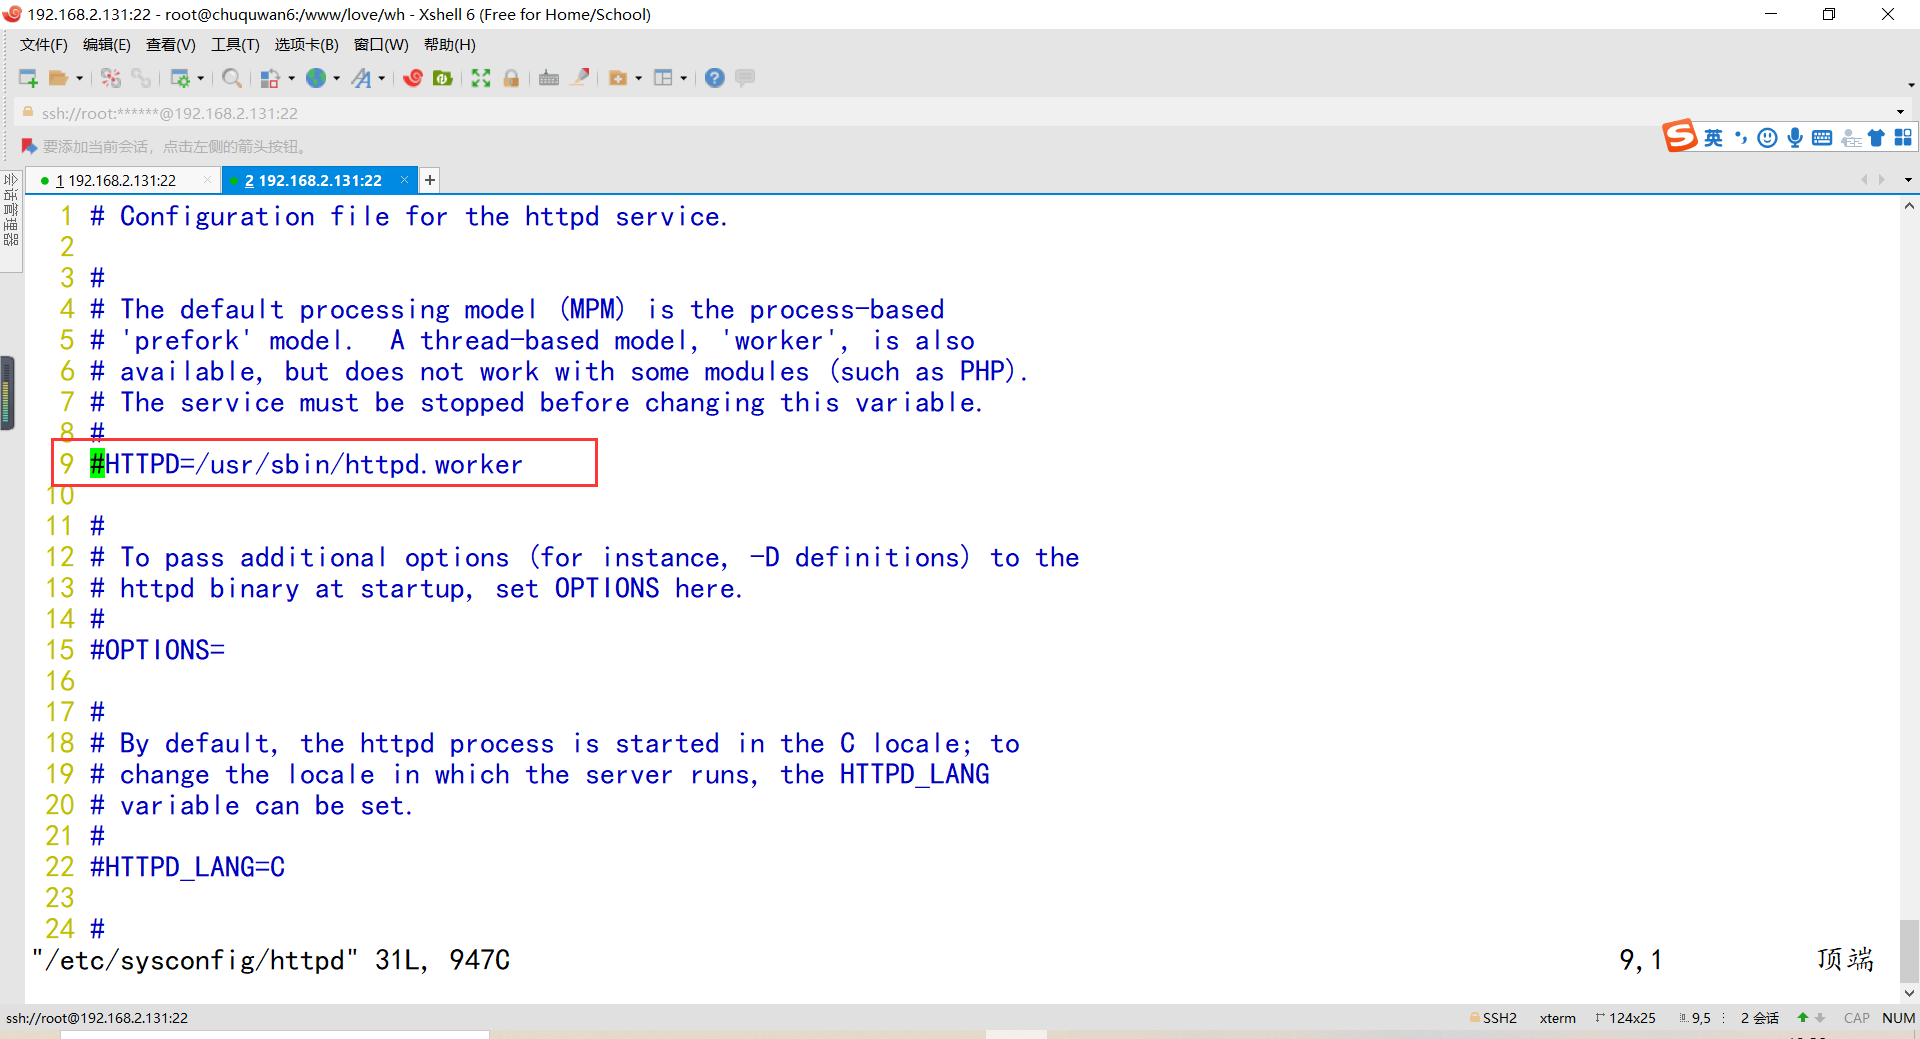 192.168.2.131:22 - root@chuquwan6:/www/love/wh - Xshell 6 (Free for Home/School)
文件(F) 编辑(E) 查看(V) 工具(T) 选项卡(B) 窗口(W) 帮助(H)
ssh://root:******@192.168.2.131:22
要添加当前会话，点击左侧的箭头按钮。
英
会话管理器
1 192.168.2.131:22
2 192.168.2.131:22
1 # Configuration file for the httpd service.
2
3 #
4 # The default processing model (MPM) is the process-based
5 # 'prefork' model.  A thread-based model, 'worker', is also
6 # available, but does not work with some modules (such as PHP).
7 # The service must be stopped before changing this variable.
8 #
9 #HTTPD=/usr/sbin/httpd.worker
10
11 #
12 # To pass additional options (for instance, -D definitions) to the
13 # httpd binary at startup, set OPTIONS here.
14 #
15 #OPTIONS=
16
17 #
18 # By default, the httpd process is started in the C locale; to
19 # change the locale in which the server runs, the HTTPD_LANG
20 # variable can be set.
21 #
22 #HTTPD_LANG=C
23
24 #
"/etc/sysconfig/httpd" 31L, 947C 9,1 顶端
ssh://root@192.168.2.131:22 SSH2 xterm 124x25 9,5 2 会话 CAP NUM